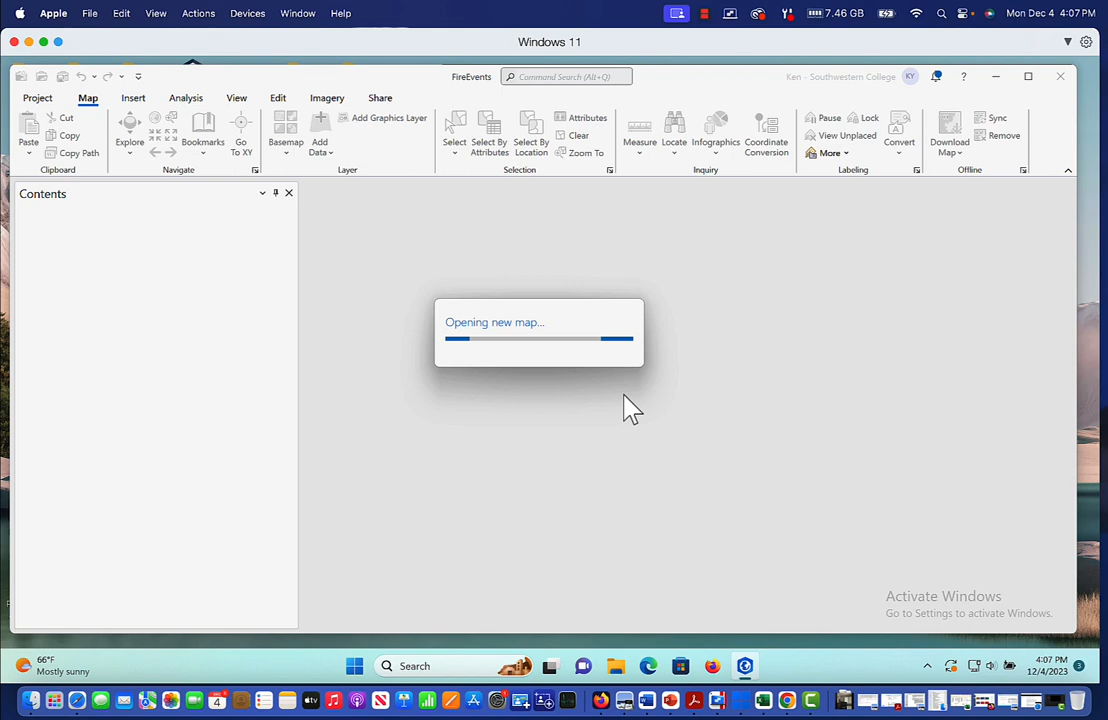 Apple File Edit View Actions Devices Window Help 7.46 GB Mon Dec 4 4:07 PM
Windows 11
FireEvents Command Search (Alt+Q) Ken - Southwestern College KY ?
Project Map Insert Analysis View Edit Imagery Share
Paste Cut Copy Copy Path
Clipboard
Explore Bookmarks Go To XY
Navigate
Basemap Add Data Add Graphics Layer
Layer
Select Select By Attributes Select By Location Attributes Clear Zoom To
Selection
Measure Locate Infographics Coordinate Conversion
Inquiry
Pause Lock View Unplaced More Convert
Labeling
Download Map Sync Remove
Offline
Contents
Opening new map...
Activate Windows
Go to Settings to activate Windows.
66°F
Mostly sunny
Search
4:07 PM
12/4/2023
3